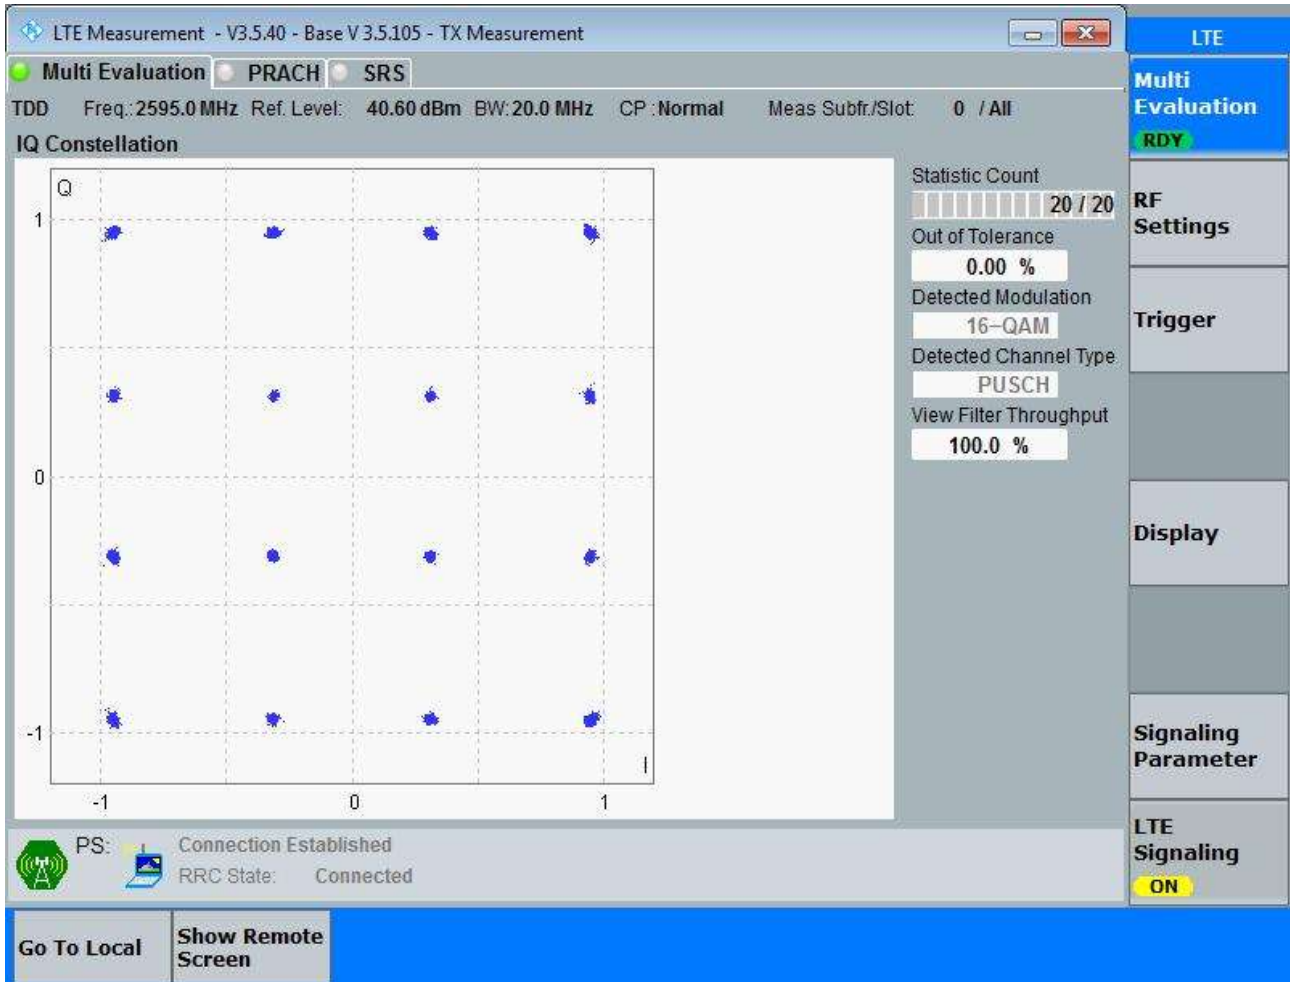 LTE Measurement - V3.5.40 - Base V 3.5.105 - TX Measurement
LTE
Multi Evaluation PRACH SRS
TDD Freq.: 2595.0 MHz Ref. Level: 40.60 dBm BW: 20.0 MHz CP : Normal Meas Subfr./Slot: 0 / All
IQ Constellation
Q
1
0
-1
I
-1 0 1
Statistic Count
20 / 20
Out of Tolerance
0.00 %
Detected Modulation
16-QAM
Detected Channel Type
PUSCH
View Filter Throughput
100.0 %
Multi
Evaluation
RDY
RF
Settings
Trigger
Display
Signaling
Parameter
LTE
Signaling
ON
PS: Connection Established
RRC State: Connected
Go To Local
Show Remote
Screen